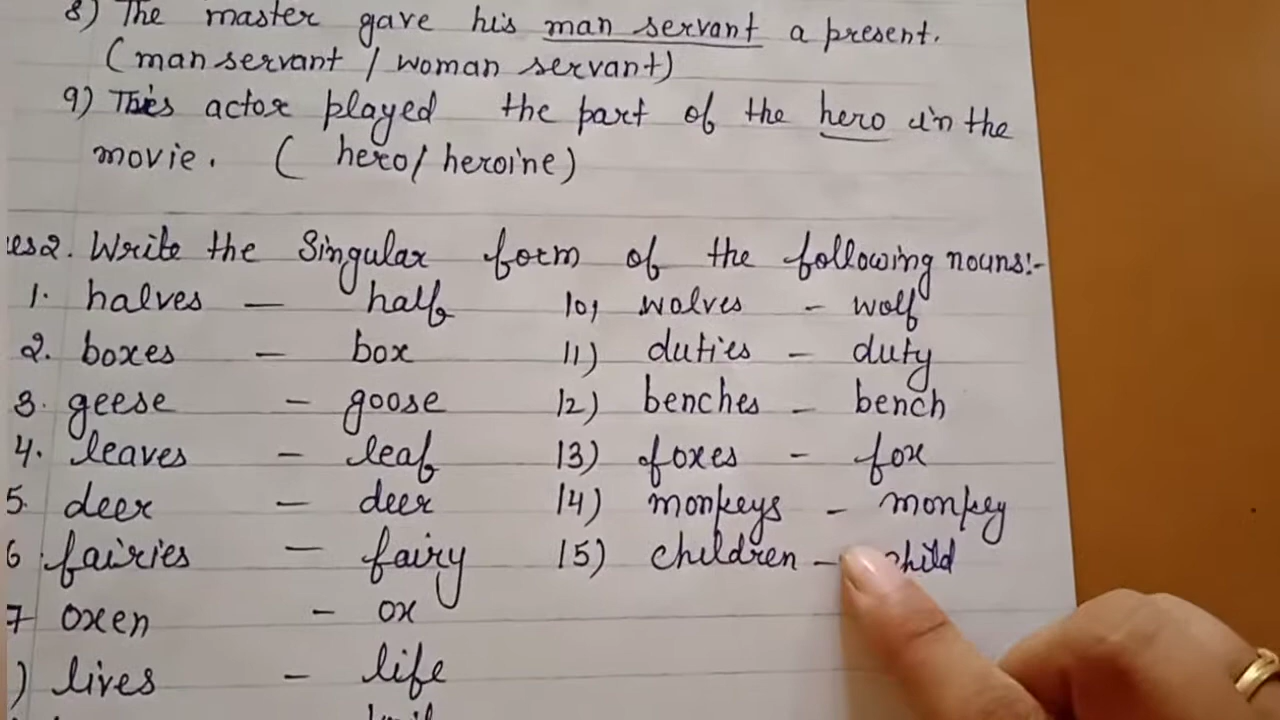 8) The master gave his man servant a present.
(man servant / woman servant)
9) This actor played the part of the hero in the
movie. ( hero/ heroine)
es2. Write the Singular form of the following nouns:-
1. halves — half
2. boxes — box
3. geese — goose
4. leaves — leaf
5. deer — deer
6 fairies — fairy
7 oxen — ox
) lives — life
10, wolves — wolf
11) duties — duty
12) benches — bench
13) foxes — fox
14) monkeys — monkey
15) children — child